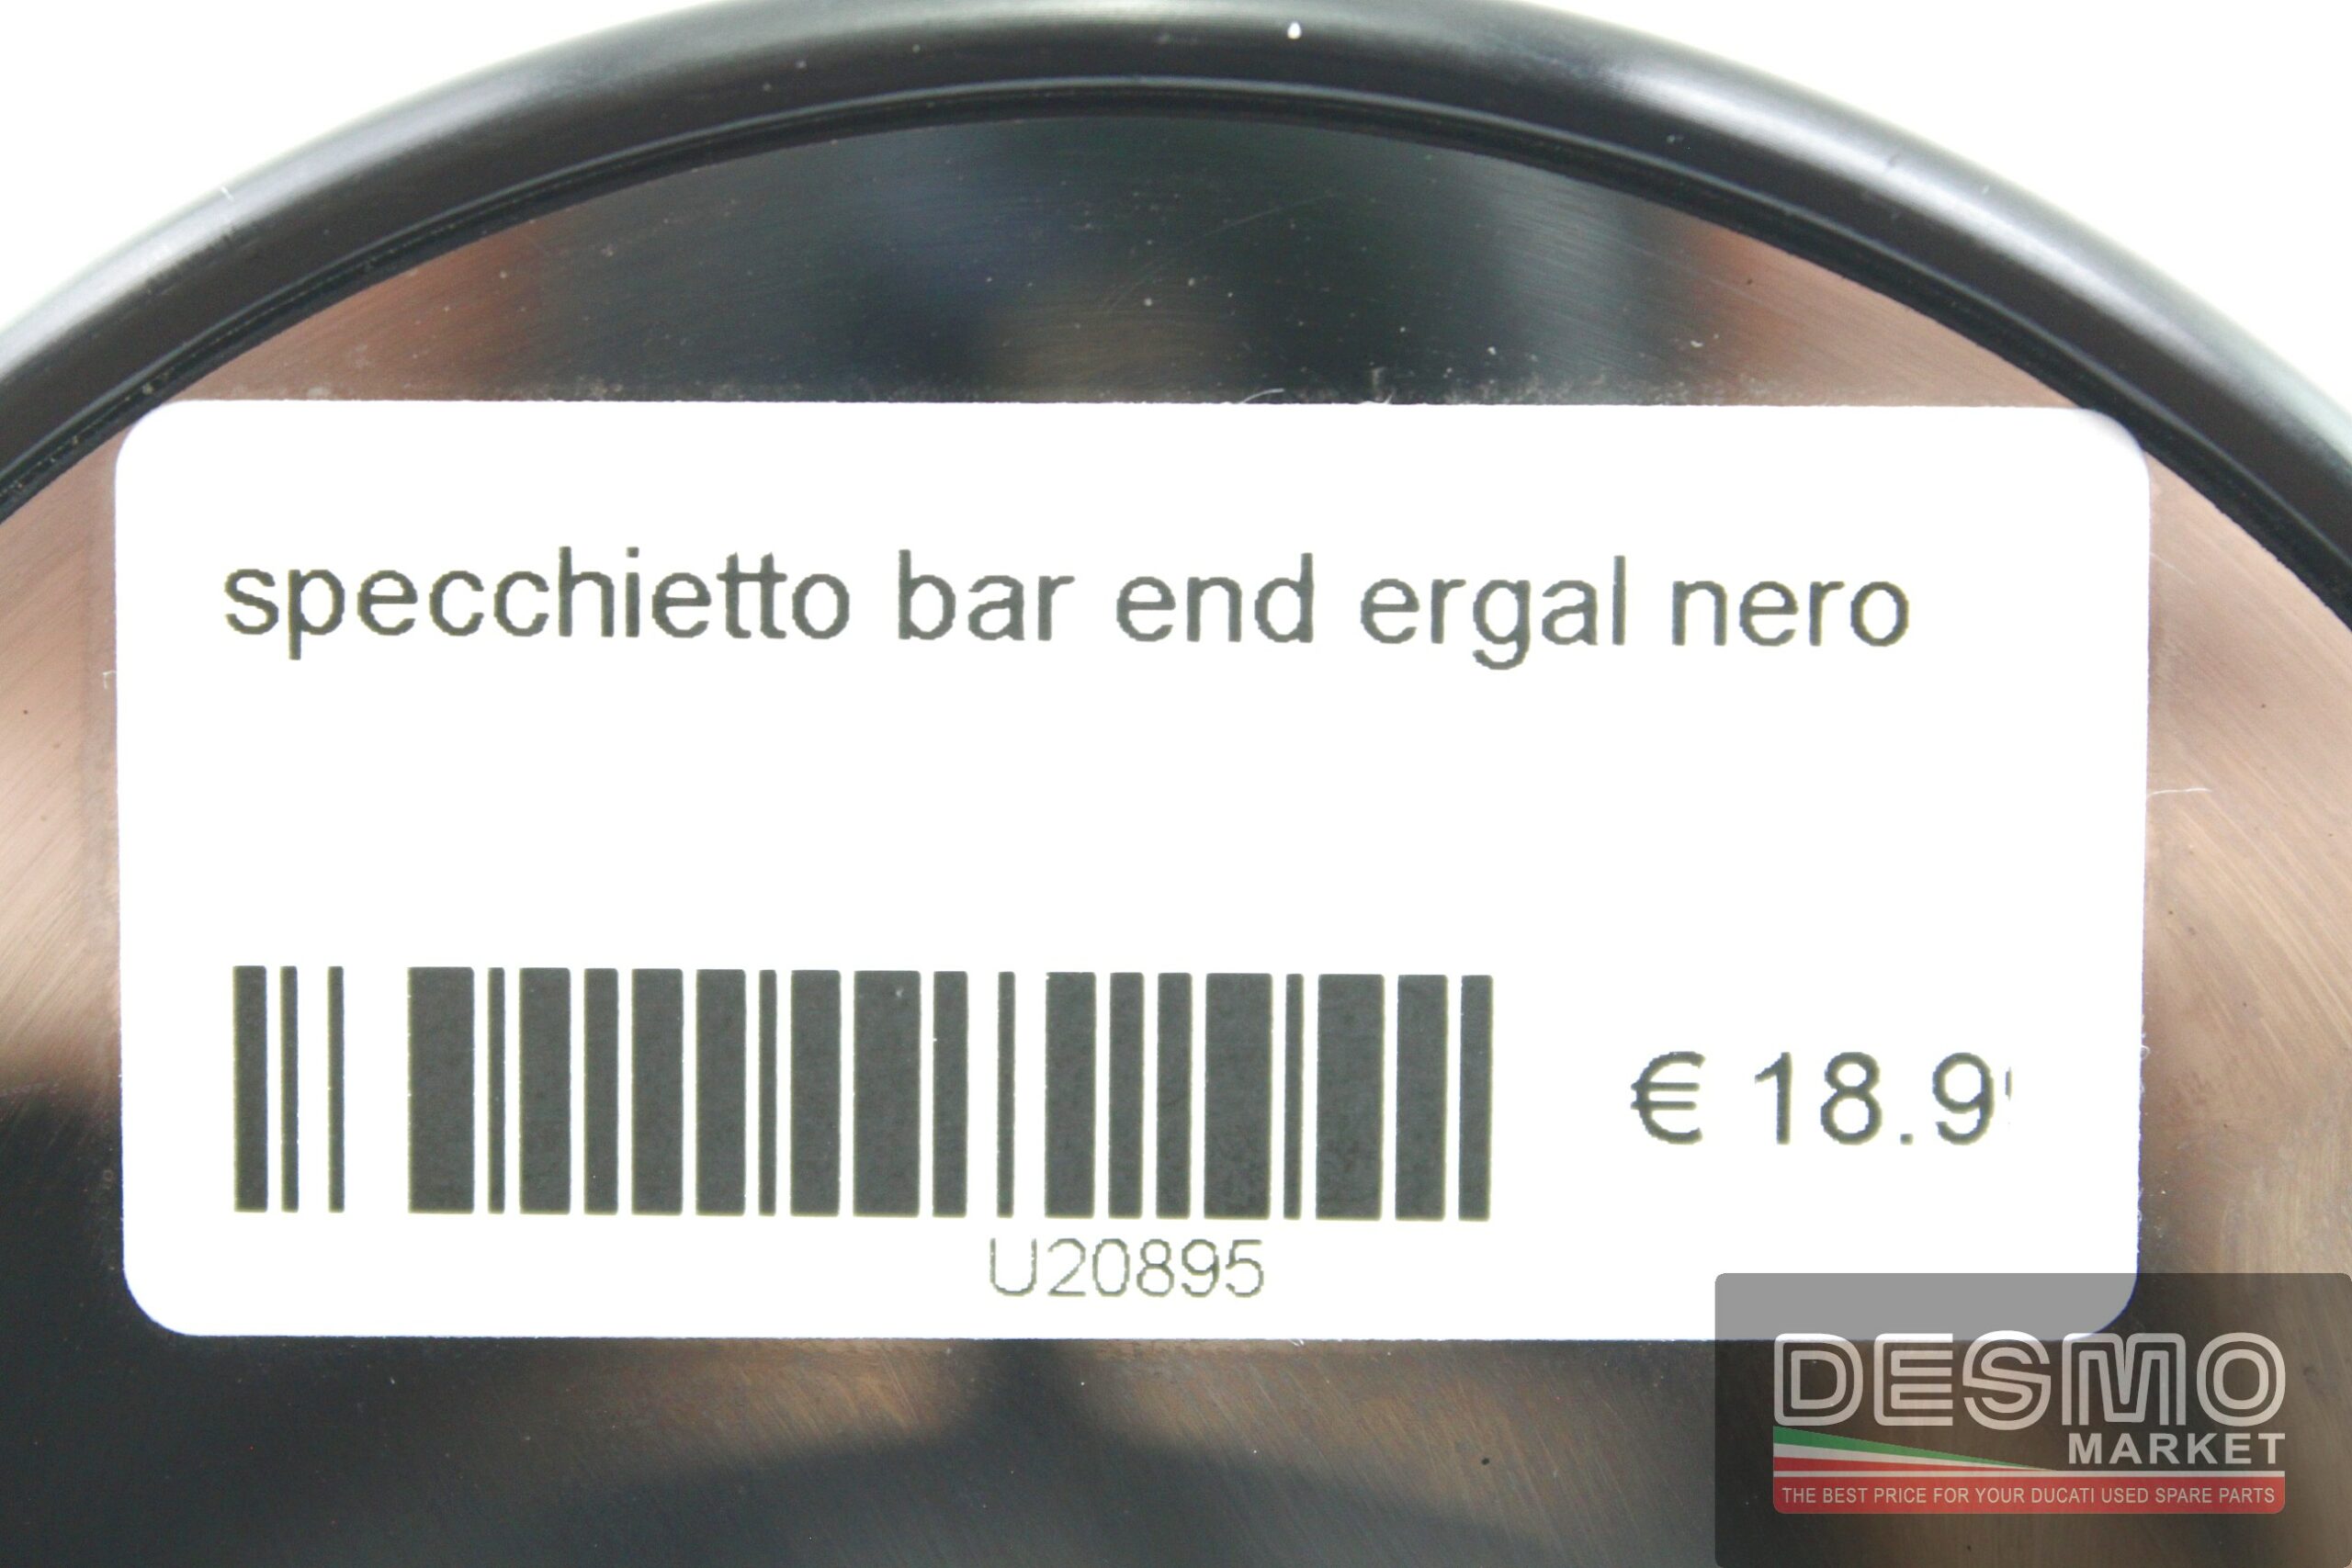 specchietto bar end ergal nero
€ 18.9
U20895
DESMO
MARKET
THE BEST PRICE FOR YOUR DUCATI USED SPARE PARTS